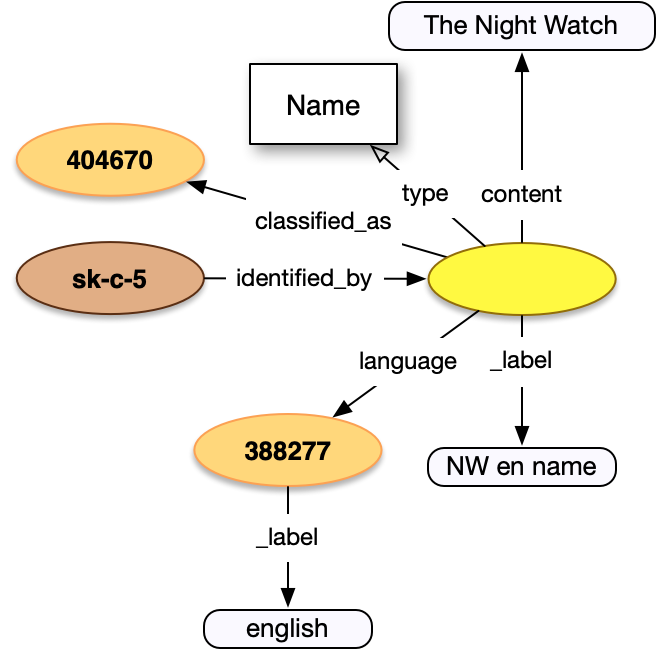 The Night Watch
Name
404670
type
content
classified_as
sk-c-5
identified_by
language
_label
388277
NW en name
_label
english